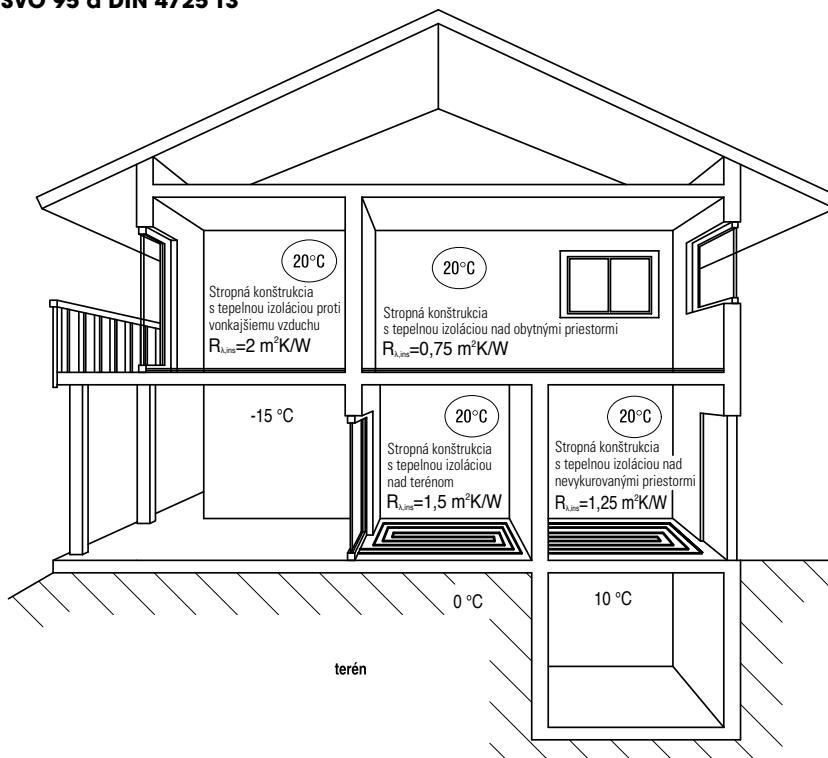 SVO 95 a DIN 4725 T3
20°C
Stropná konštrukcia
s tepelnou izoláciou proti
vonkajšiemu vzduchu
Rλ,ins=2 m²K/W
20°C
Stropná konštrukcia
s tepelnou izoláciou nad obytnými priestormi
Rλ,ins=0,75 m²K/W
-15 °C
20°C
Stropná konštrukcia
s tepelnou izoláciou
nad terénom
Rλ,ins=1,5 m²K/W
20°C
Stropná konštrukcia
s tepelnou izoláciou nad
nevykurovanými priestormi
Rλ,ins=1,25 m²K/W
0 °C
10 °C
terén